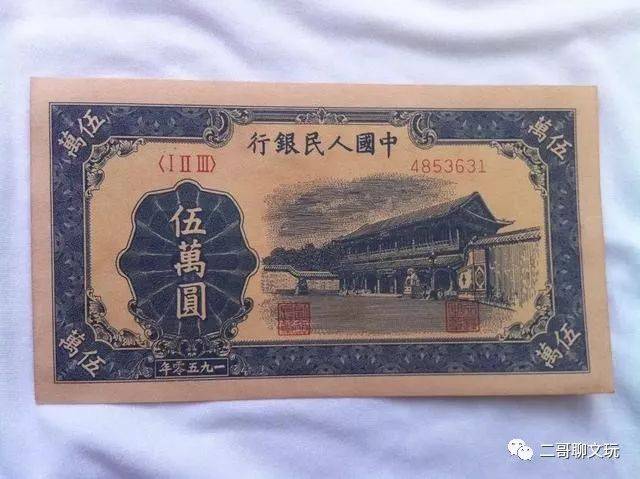 中國人民銀行
伍萬
伍萬
〈I II III〉
4853631
伍萬圓
伍萬
伍萬
一九五零年
二哥聊文玩